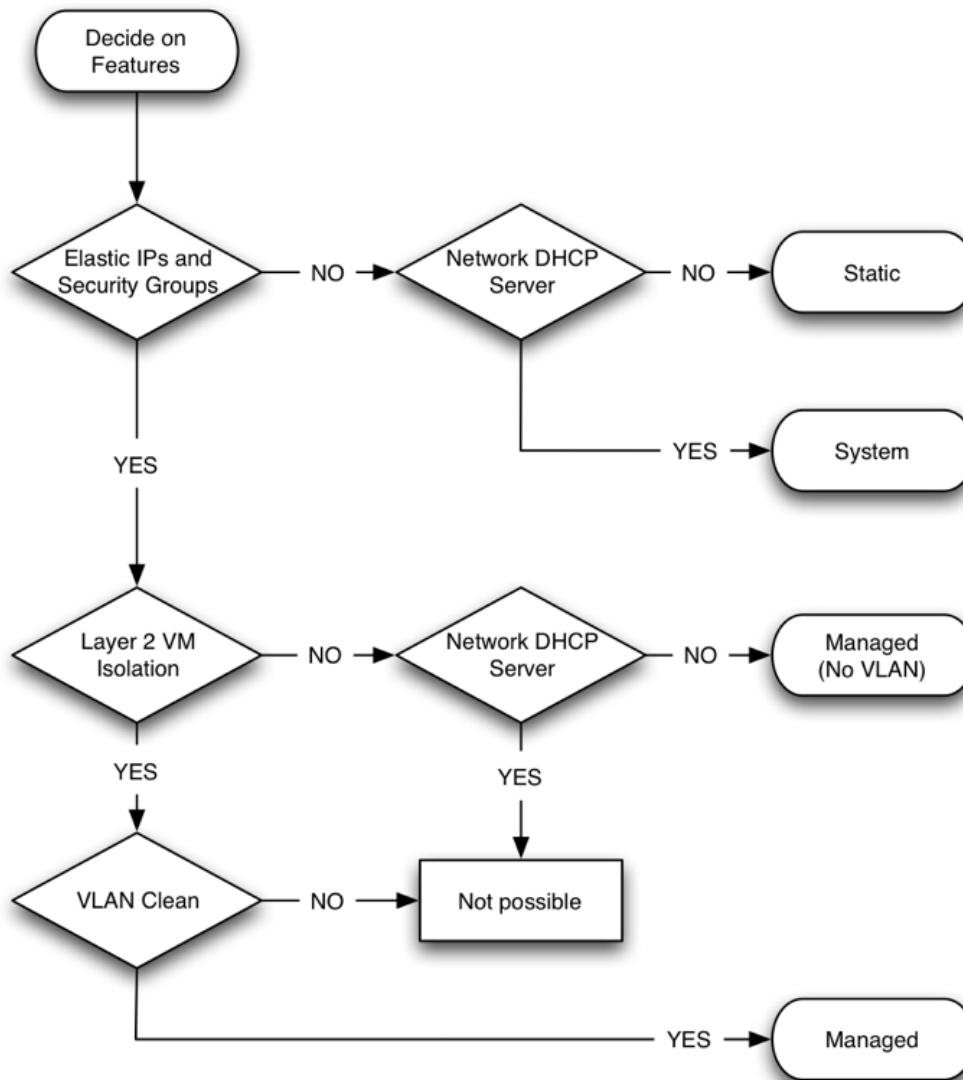 Decide on
Features
Elastic IPs and
Security Groups
NO
Network DHCP
Server
NO
Static
YES
System
YES
Layer 2 VM
Isolation
NO
Network DHCP
Server
NO
Managed
(No VLAN)
YES
YES
VLAN Clean
NO
Not possible
YES
Managed